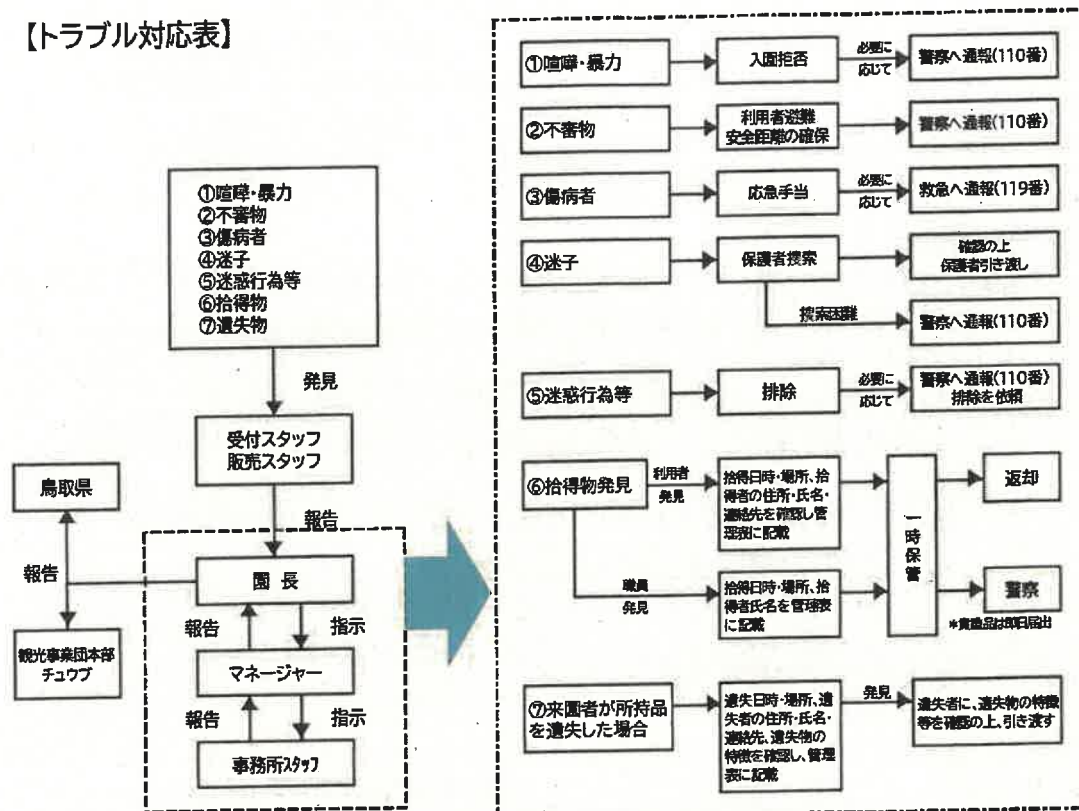 【トラブル対応表】
①喧嘩・暴力
②不審物
③傷病者
④迷子
⑤迷惑行為等
⑥拾得物
⑦遺失物
発見
受付スタッフ
販売スタッフ
報告
鳥取県
報告
観光事業団本部
チュウブ
園 長
報告
指示
マネージャー
報告
指示
事務所スタッフ
①喧嘩・暴力
入園拒否
必要に
応じて
警察へ通報(110番)
②不審物
利用者避難
安全距離の確保
警察へ通報(110番)
③傷病者
応急手当
必要に
応じて
救急へ通報(119番)
④迷子
保護者捜索
確認の上
保護者引き渡し
捜索困難
警察へ通報(110番)
⑤迷惑行為等
排除
必要に
応じて
警察へ通報(110番)
排除を依頼
⑥拾得物発見
利用者
発見
拾得日時・場所、拾
得者の住所・氏名・
連絡先を確認し管
理表に記載
職員
発見
拾得日時・場所、拾
得者氏名を管理表
に記載
一時保管
返却
警察
*貴重品は即日届出
⑦来園者が所持品
を遺失した場合
遺失日時・場所、遺
失者の住所・氏名・
連絡先、遺失物の
特徴を確認し、管理
表に記載
発見
遺失者に、遺失物の特徴
等を確認の上、引き渡す